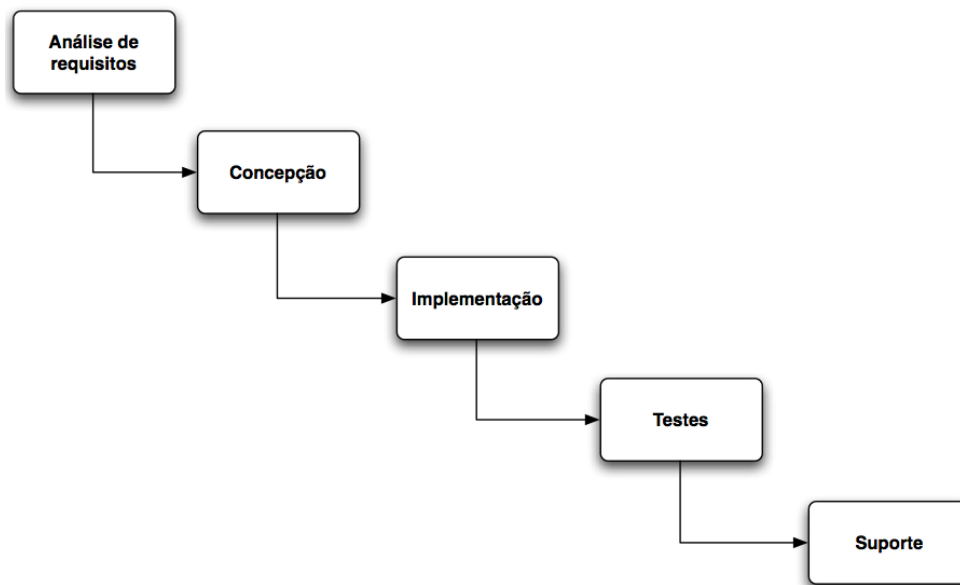 Análise de
requisitos
Concepção
Implementação
Testes
Suporte